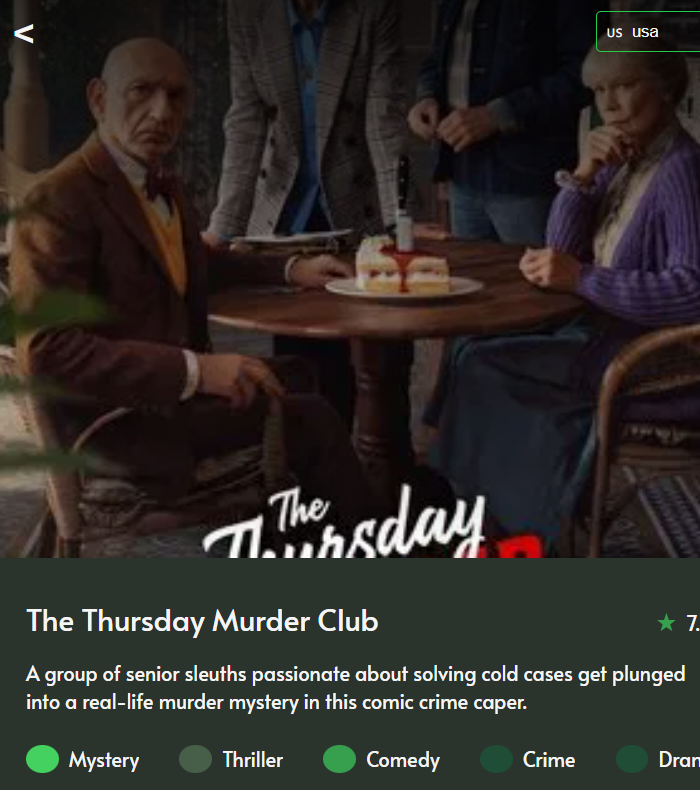 <
us usa
The
Thursday
The Thursday Murder Club
★ 7.
A group of senior sleuths passionate about solving cold cases get plunged
into a real-life murder mystery in this comic crime caper.
Mystery Thriller Comedy Crime